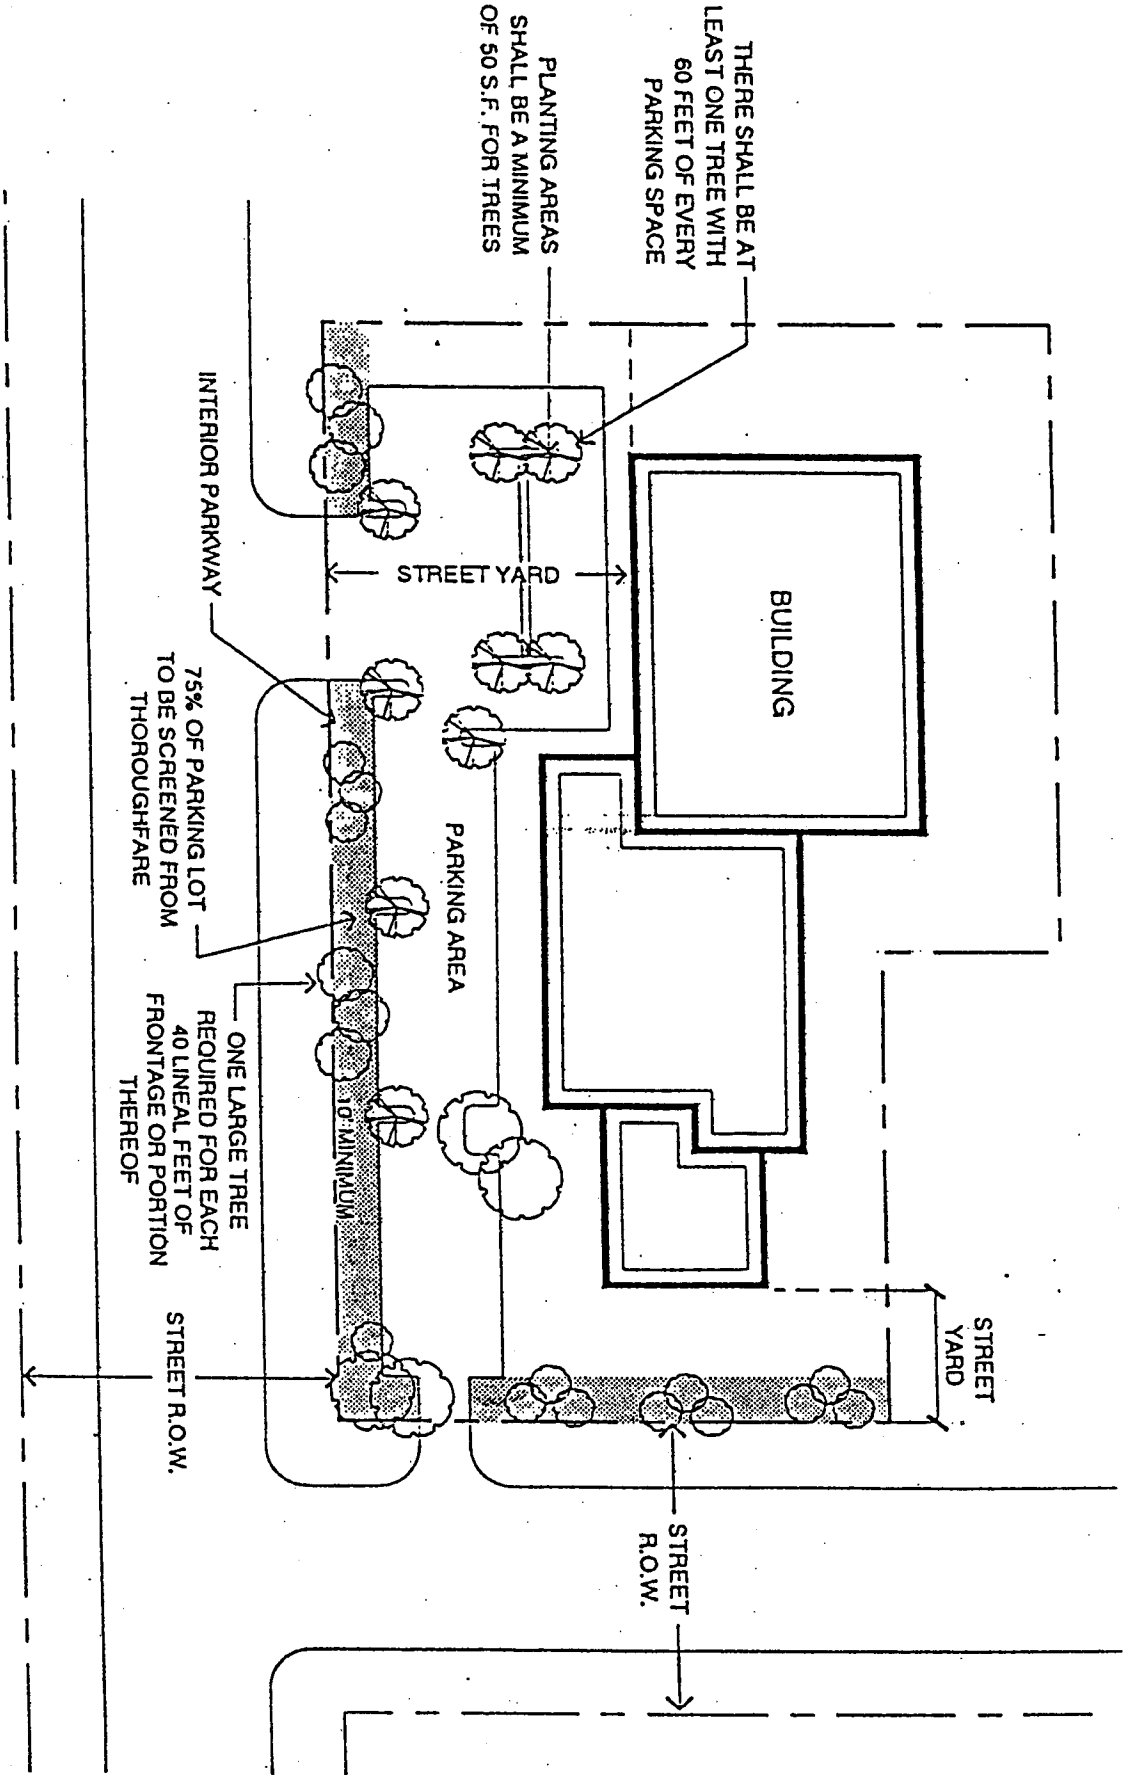 THERE SHALL BE AT
LEAST ONE TREE WITH
60 FEET OF EVERY
PARKING SPACE
PLANTING AREAS
SHALL BE A MINIMUM
OF 50 S.F. FOR TREES
BUILDING
STREET YARD
PARKING AREA
INTERIOR PARKWAY
75% OF PARKING LOT
TO BE SCREENED FROM
THOROUGHFARE
ONE LARGE TREE
REQUIRED FOR EACH
40 LINEAL FEET OF
FRONTAGE OR PORTION
THEREOF
10' MINIMUM
STREET
YARD
STREET R.O.W.
STREET
R.O.W.